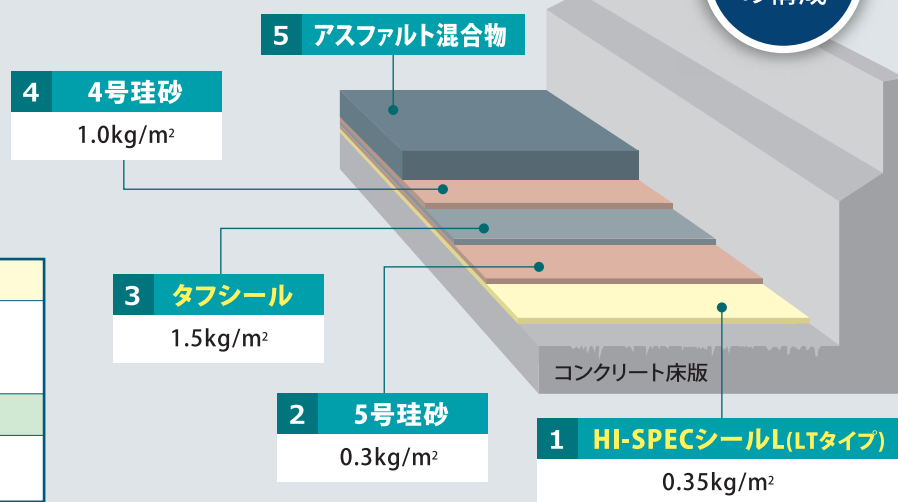 5 アスファルト混合物
4 4号珪砂
1.0kg/m²
3 タフシール
1.5kg/m²
コンクリート床版
2 5号珪砂
0.3kg/m²
1 HI-SPECシールL(LTタイプ)
0.35kg/m²